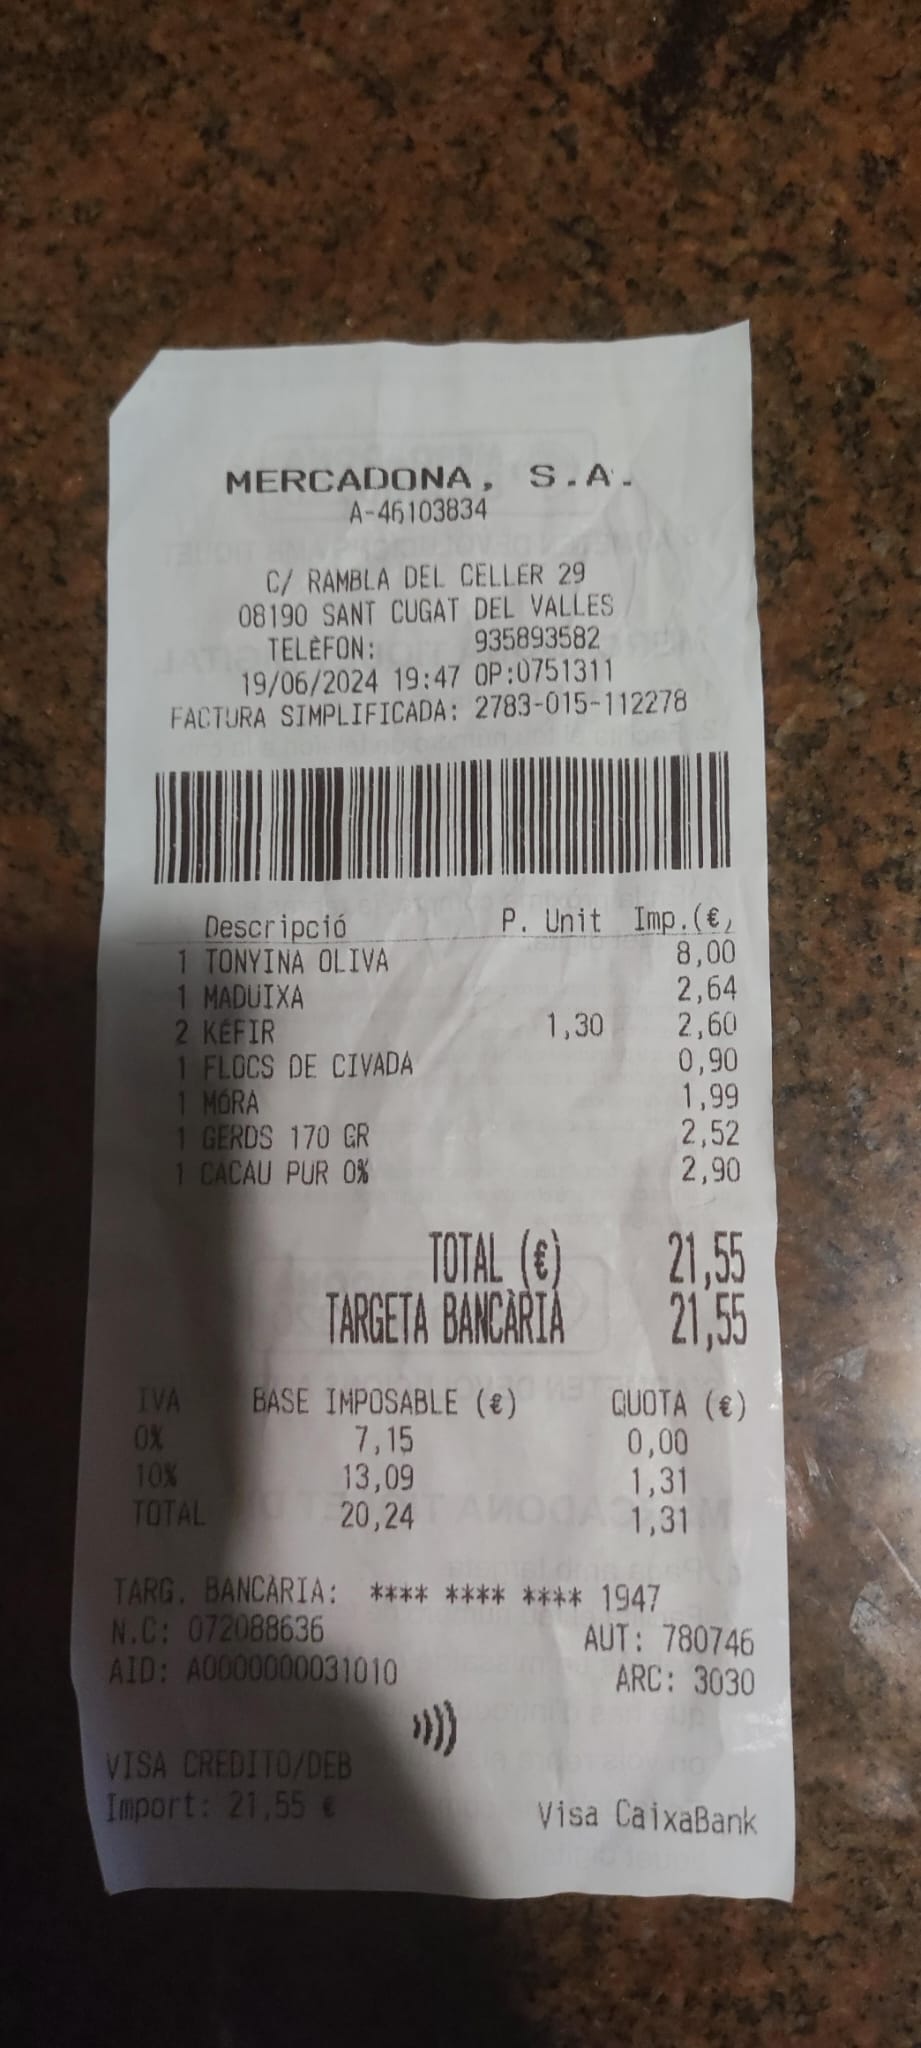 MERCADONA, S.A.
A-46103834
C/ RAMBLA DEL CELLER 29
08190 SANT CUGAT DEL VALLES
TELÈFON: 935893582
19/06/2024 19:47 OP:0751311
FACTURA SIMPLIFICADA: 2783-015-112278
Descripció P. Unit Imp.(€)
1 TONYINA OLIVA 8,00
1 MADUIXA 2,64
2 KÉFIR 1,30 2,60
1 FLOCS DE CIVADA 0,90
1 MÓRA 1,99
1 GERDS 170 GR 2,52
1 CACAU PUR 0% 2,90
TOTAL (€) 21,55
TARGETA BANCÀRIA 21,55
IVA BASE IMPOSABLE (€) QUOTA (€)
0% 7,15 0,00
10% 13,09 1,31
TOTAL 20,24 1,31
TARG. BANCÀRIA: **** **** **** 1947
N.C: 072088636 AUT: 780746
AID: A0000000031010 ARC: 3030
VISA CREDITO/DEB
Import: 21,55 € Visa CaixaBank